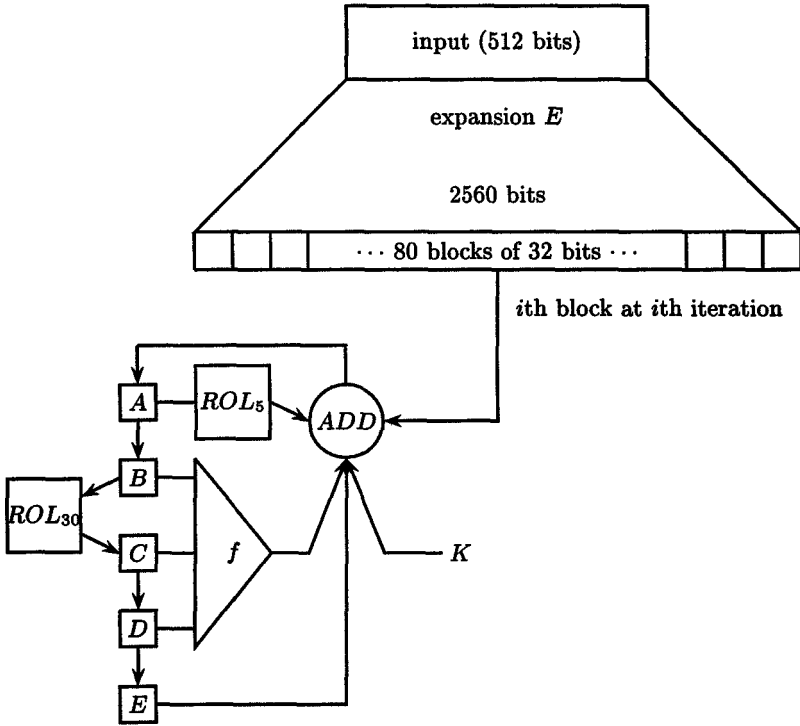 input (512 bits)
expansion E
2560 bits
··· 80 blocks of 32 bits ···
ith block at ith iteration
A
ROL₅
ADD
B
ROL₃₀
C
f
K
D
E